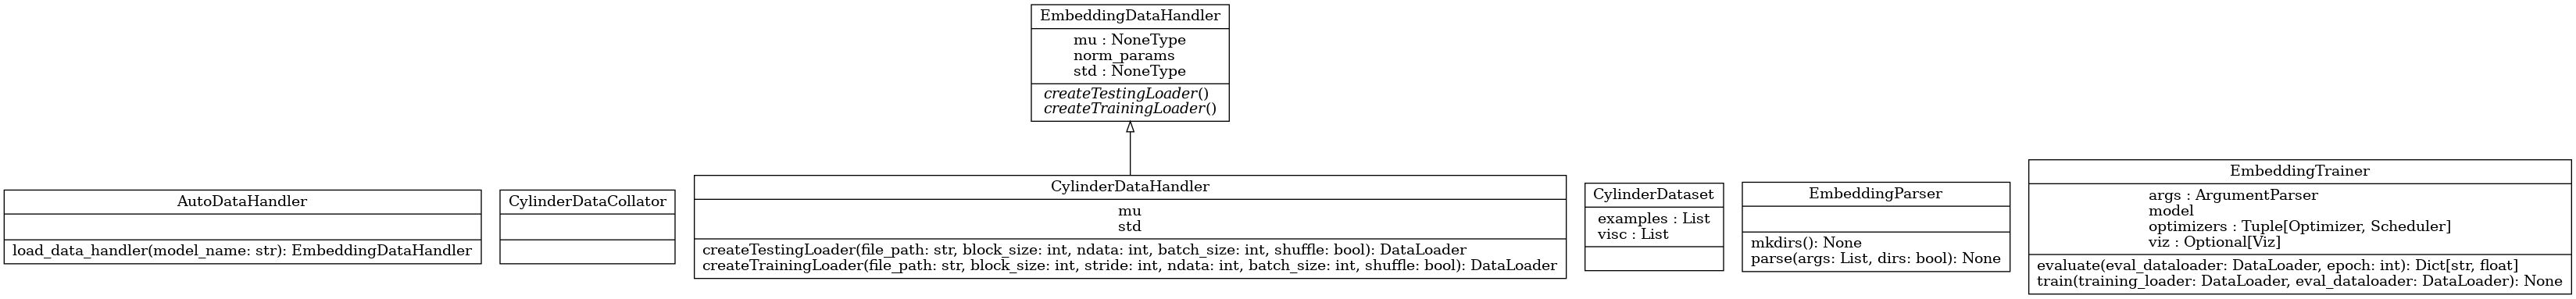 EmbeddingDataHandler
mu : NoneType
norm_params
std : NoneType
createTestingLoader()
createTrainingLoader()
AutoDataHandler
load_data_handler(model_name: str): EmbeddingDataHandler
CylinderDataCollator
CylinderDataHandler
mu
std
createTestingLoader(file_path: str, block_size: int, ndata: int, batch_size: int, shuffle: bool): DataLoader
createTrainingLoader(file_path: str, block_size: int, stride: int, ndata: int, batch_size: int, shuffle: bool): DataLoader
CylinderDataset
examples : List
visc : List
EmbeddingParser
mkdirs(): None
parse(args: List, dirs: bool): None
EmbeddingTrainer
args : ArgumentParser
model
optimizers : Tuple[Optimizer, Scheduler]
viz : Optional[Viz]
evaluate(eval_dataloader: DataLoader, epoch: int): Dict[str, float]
train(training_loader: DataLoader, eval_dataloader: DataLoader): None